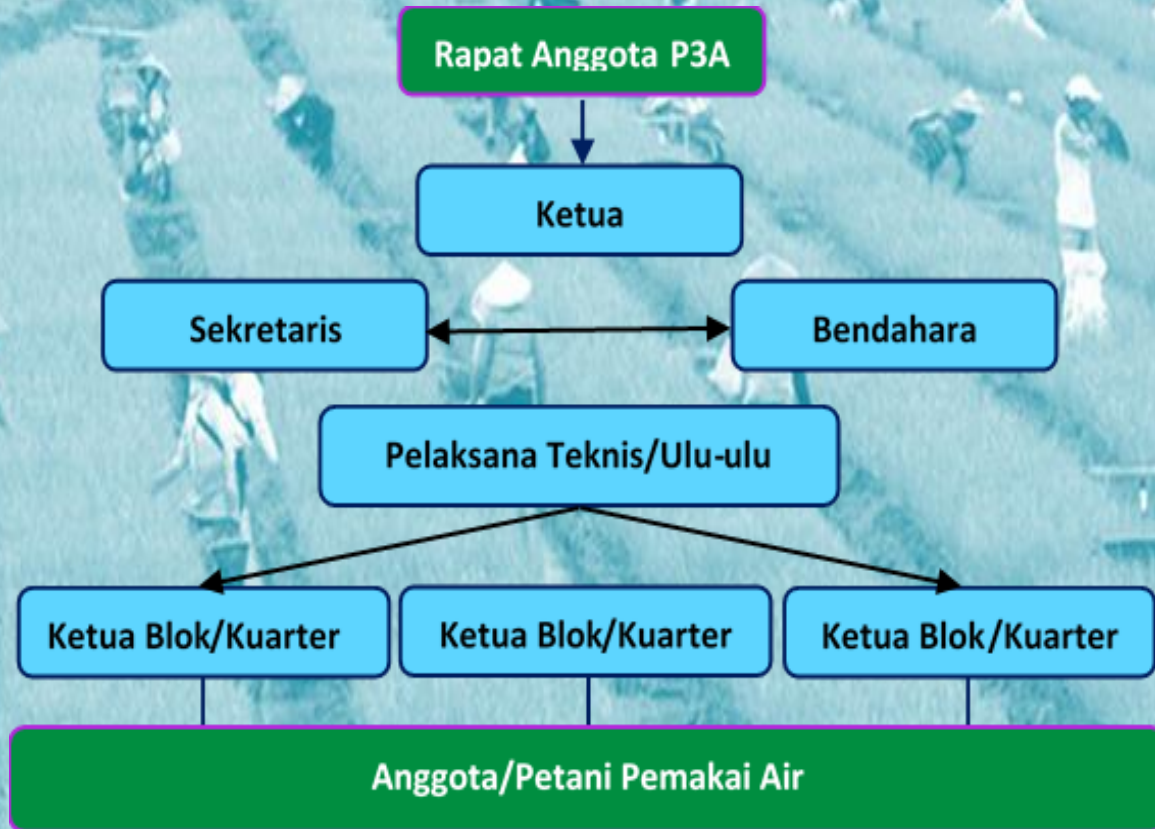 Rapat Anggota P3A
Ketua
Sekretaris
Bendahara
Pelaksana Teknis/Ulu-ulu
Ketua Blok/Kuarter
Ketua Blok/Kuarter
Ketua Blok/Kuarter
Anggota/Petani Pemakai Air